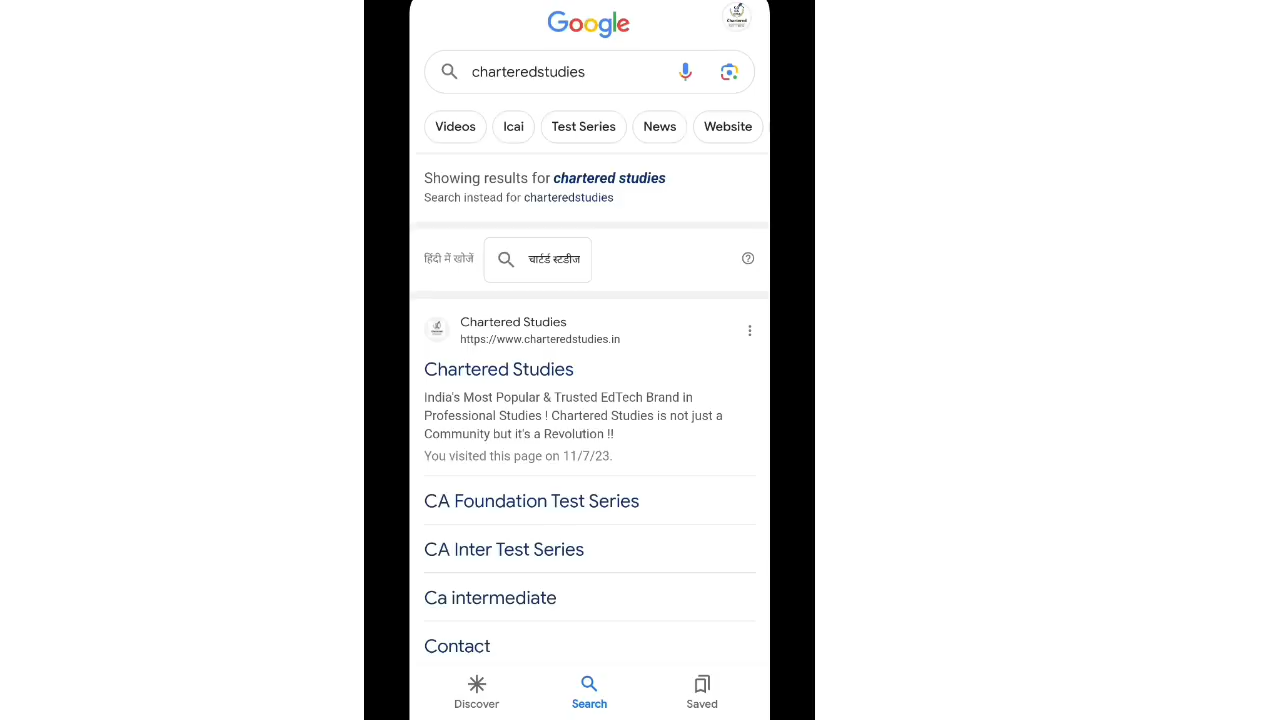 Google
Chartered
charteredstudies
Videos Icai Test Series News Website
Showing results for chartered studies
Search instead for charteredstudies
हिंदी में खोजें चार्टर्ड स्टडीज
Chartered Studies
https://www.charteredstudies.in
Chartered Studies
India's Most Popular & Trusted EdTech Brand in
Professional Studies ! Chartered Studies is not just a
Community but it's a Revolution !!
You visited this page on 11/7/23.
CA Foundation Test Series
CA Inter Test Series
Ca intermediate
Contact
Discover Search Saved